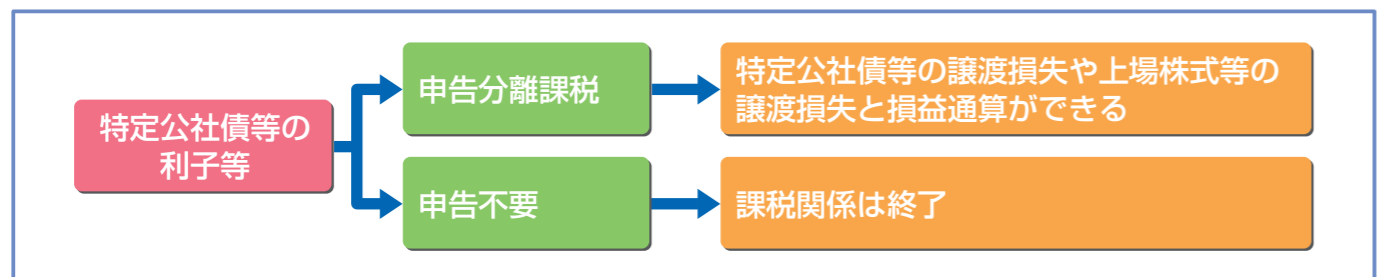 特定公社債等の
利子等
申告分離課税
特定公社債等の譲渡損失や上場株式等の
譲渡損失と損益通算ができる
申告不要
課税関係は終了